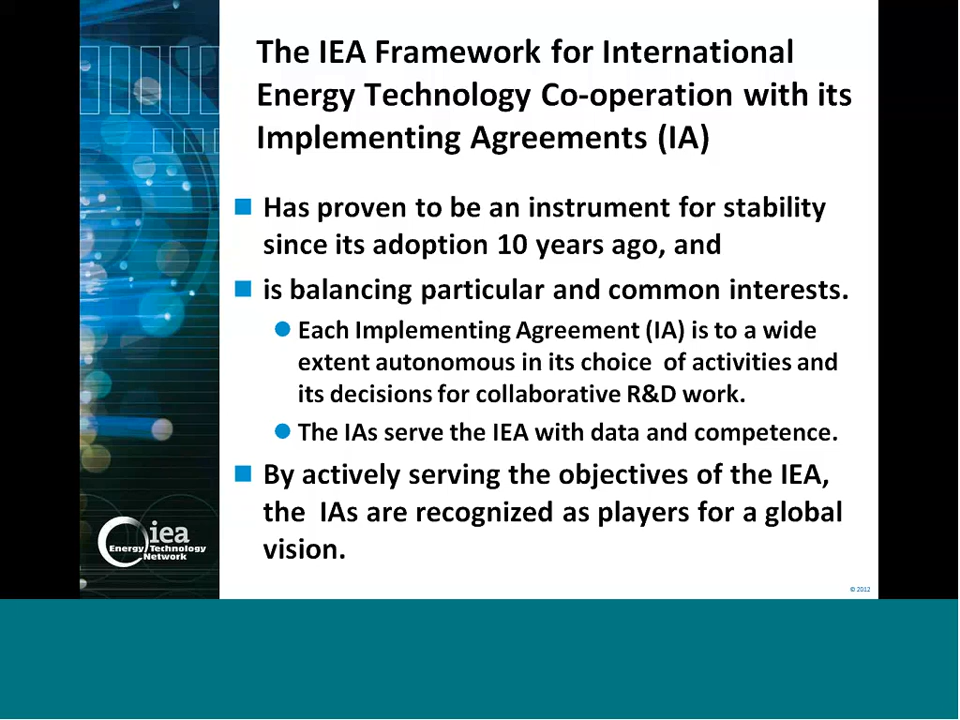 The IEA Framework for International
Energy Technology Co-operation with its
Implementing Agreements (IA)
Has proven to be an instrument for stability
since its adoption 10 years ago, and
is balancing particular and common interests.
Each Implementing Agreement (IA) is to a wide
extent autonomous in its choice  of activities and
its decisions for collaborative R&D work.
The IAs serve the IEA with data and competence.
By actively serving the objectives of the IEA,
the  IAs are recognized as players for a global
vision.
iea
Energy Technology
Network
© 2012